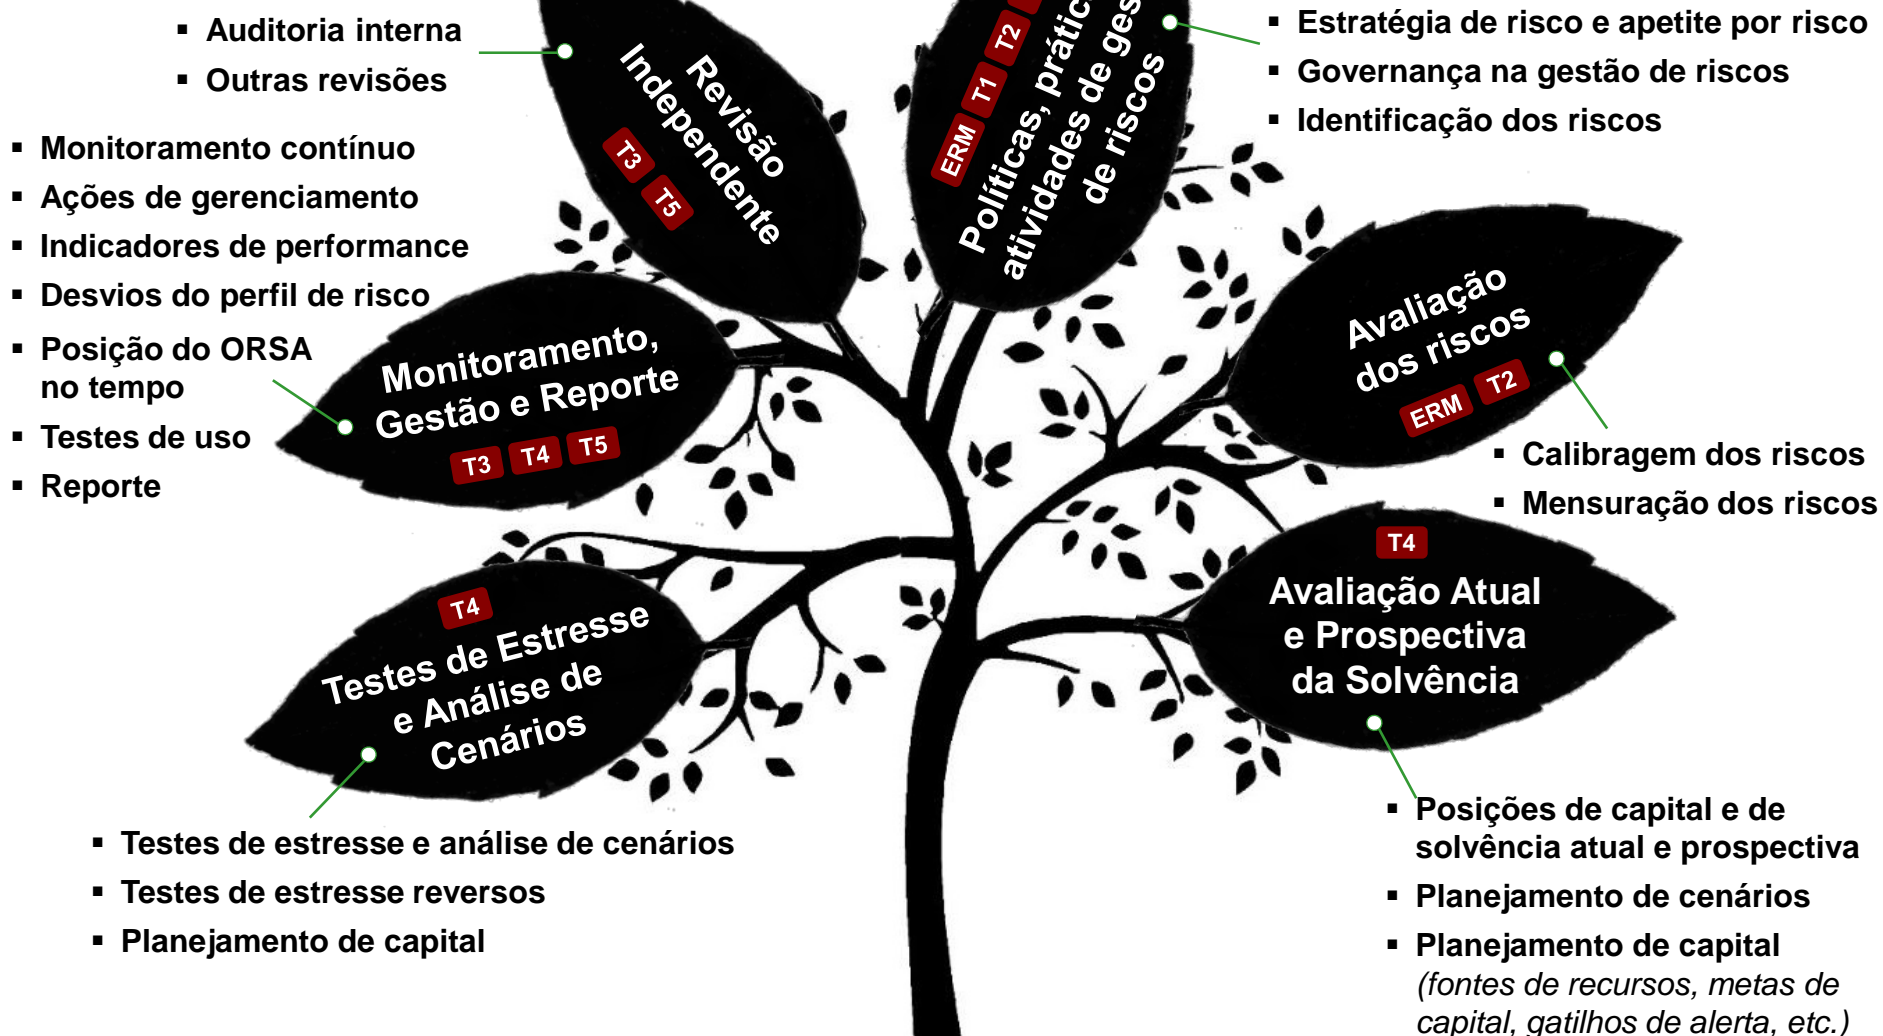 ▪ Auditoria interna
▪ Outras revisões
Revisão
Independente
T3 T5
▪ Estratégia de risco e apetite por risco
▪ Governança na gestão de riscos
▪ Identificação dos riscos
ERM T1 T2
Políticas,
atividades de
de riscos
▪ Monitoramento contínuo
▪ Ações de gerenciamento
▪ Indicadores de performance
▪ Desvios do perfil de risco
▪ Posição do ORSA
no tempo
▪ Testes de uso
▪ Reporte
Monitoramento,
Gestão e Reporte
T3 T4 T5
Avaliação
dos riscos
ERM T2
▪ Calibragem dos riscos
▪ Mensuração dos riscos
T4
Testes de Estresse
e Análise de
Cenários
▪ Testes de estresse e análise de cenários
▪ Testes de estresse reversos
▪ Planejamento de capital
T4
Avaliação Atual
e Prospectiva
da Solvência
▪ Posições de capital e de
solvência atual e prospectiva
▪ Planejamento de cenários
▪ Planejamento de capital
(fontes de recursos, metas de
capital, gatilhos de alerta, etc.)